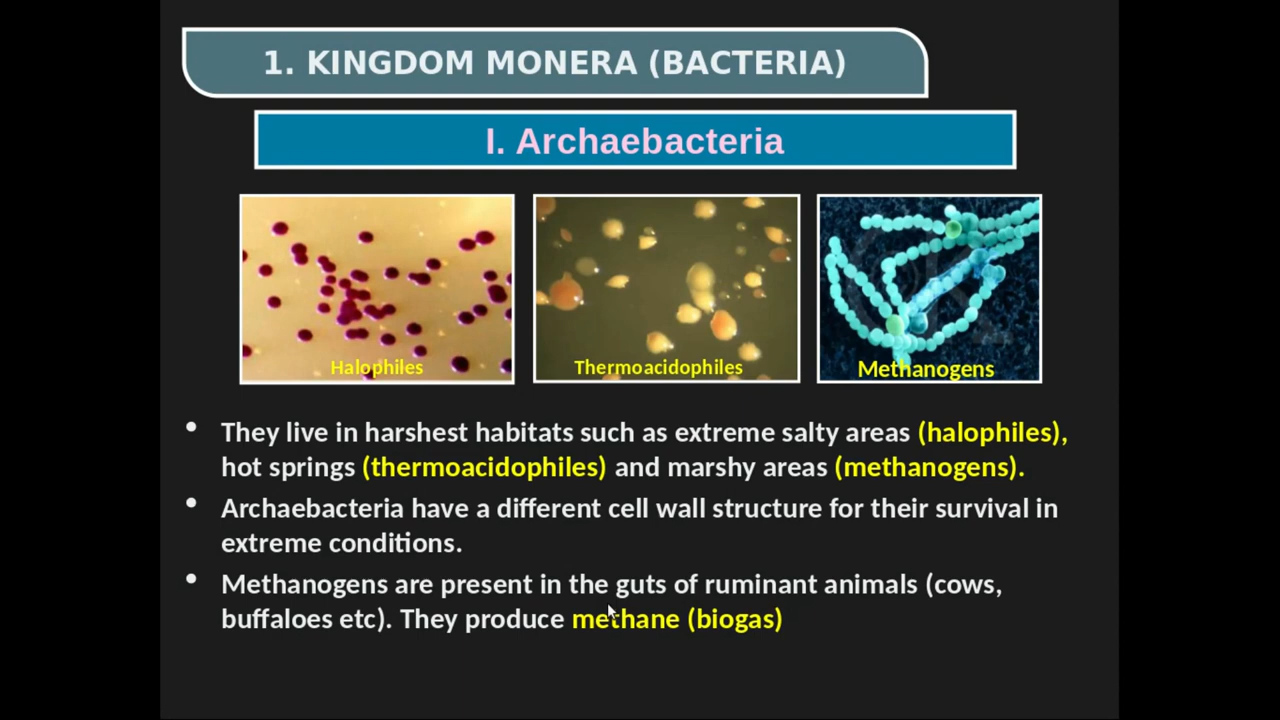 1. KINGDOM MONERA (BACTERIA)
I. Archaebacteria
Halophiles
Thermoacidophiles
Methanogens
• They live in harshest habitats such as extreme salty areas (halophiles),
hot springs (thermoacidophiles) and marshy areas (methanogens).
• Archaebacteria have a different cell wall structure for their survival in
extreme conditions.
• Methanogens are present in the guts of ruminant animals (cows,
buffaloes etc). They produce methane (biogas)